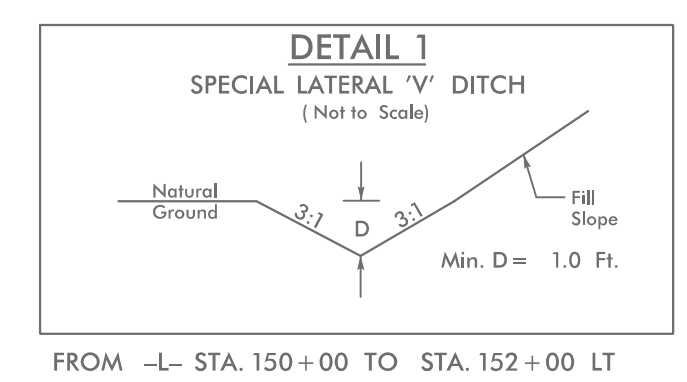 DETAIL 1
SPECIAL LATERAL 'V' DITCH
( Not to Scale)
Natural
Ground
3:1
D
3:1
Fill
Slope
Min. D = 1.0 Ft.
FROM –L– STA. 150+00 TO STA. 152+00 LT